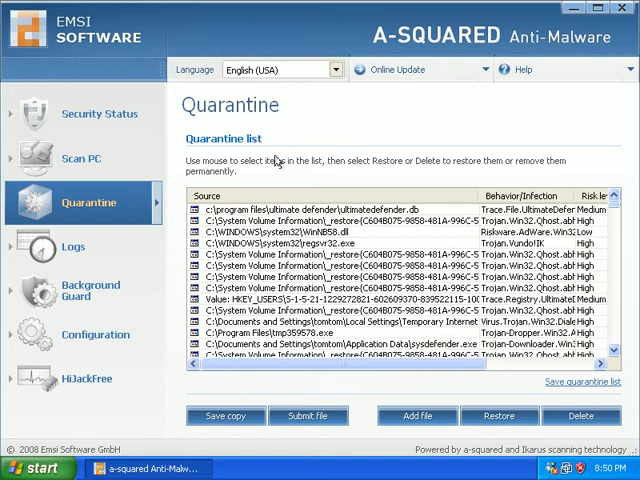 EMSI
SOFTWARE
A-SQUARED Anti-Malware
Language English (USA) Online Update Help
Security Status
Scan PC
Quarantine
Logs
Background
Guard
Configuration
HiJackFree
Quarantine
Quarantine list
Use mouse to select items in the list, then select Restore or Delete to restore them or remove them
permanently.
Source Behavior/Infection Risk le
c:\program files\ultimate defender\ultimatedefender.db Trace.File.UltimateDefer Medium
C:\System Volume Information\_restore{C604B075-9858-481A-996C-5 Trojan.Win32.Qhost.abl High
C:\WINDOWS\system32\WinNB58.dll Riskware.AdWare.Win32 Low
C:\WINDOWS\system32\regsvr32.exe Trojan.Vundo!IK High
C:\System Volume Information\_restore{C604B075-9858-481A-996C-5 Trojan.Win32.Qhost.abl High
C:\System Volume Information\_restore{C604B075-9858-481A-996C-5 Trojan.Win32.Qhost.abl High
C:\System Volume Information\_restore{C604B075-9858-481A-996C-5 Trojan.Win32.Qhost.abl High
C:\System Volume Information\_restore{C604B075-9858-481A-996C-5 Trojan.Win32.Qhost.abl High
Value: HKEY_USERS\S-1-5-21-1229272821-602609370-839522115-100 Trace.Registry.UltimateD Medium
C:\System Volume Information\_restore{C604B075-9858-481A-996C-5 Trojan.Win32.Qhost.abl High
C:\Documents and Settings\tomtom\Local Settings\Temporary Internet Virus.Trojan.Win32.Diale High
C:\Program Files\tmp359578.exe Trojan-Dropper.Win32.A High
C:\Documents and Settings\tomtom\Application Data\sysdefender.exe Trojan-Downloader.Win32 High
C:\System Volume Information\_restore{C604B075-9858-481A-996C-5 Trojan.Win32.Qhost.abl High
Save quarantine list
Save copy Submit file Add file Restore Delete
© 2008 Emsi Software GmbH Powered by a-squared and Ikarus scanning technology
start a-squared Anti-Malw... 8:50 PM